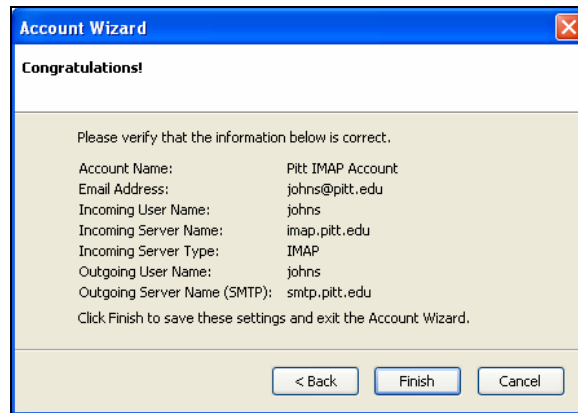 Account Wizard
Congratulations!
Please verify that the information below is correct.
Account Name: Pitt IMAP Account
Email Address: johns@pitt.edu
Incoming User Name: johns
Incoming Server Name: imap.pitt.edu
Incoming Server Type: IMAP
Outgoing User Name: johns
Outgoing Server Name (SMTP): smtp.pitt.edu
Click Finish to save these settings and exit the Account Wizard.
< Back Finish Cancel